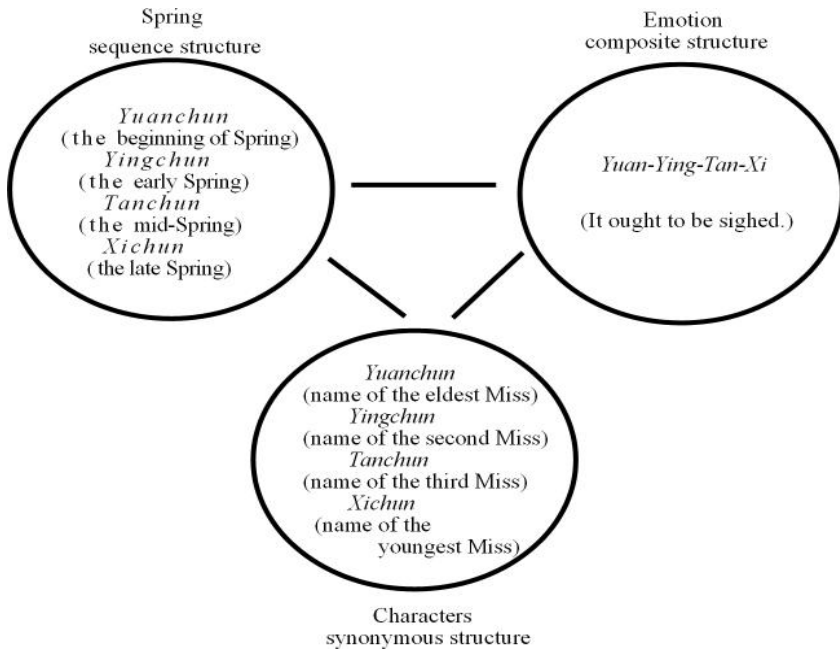 Spring
sequence structure
Yuanchun
(the beginning of Spring)
Yingchun
(the early Spring)
Tanchun
(the mid-Spring)
Xichun
(the late Spring)
Emotion
composite structure
Yuan-Ying-Tan-Xi
(It ought to be sighed.)
Yuanchun
(name of the eldest Miss)
Yingchun
(name of the second Miss)
Tanchun
(name of the third Miss)
Xichun
(name of the
youngest Miss)
Characters
synonymous structure